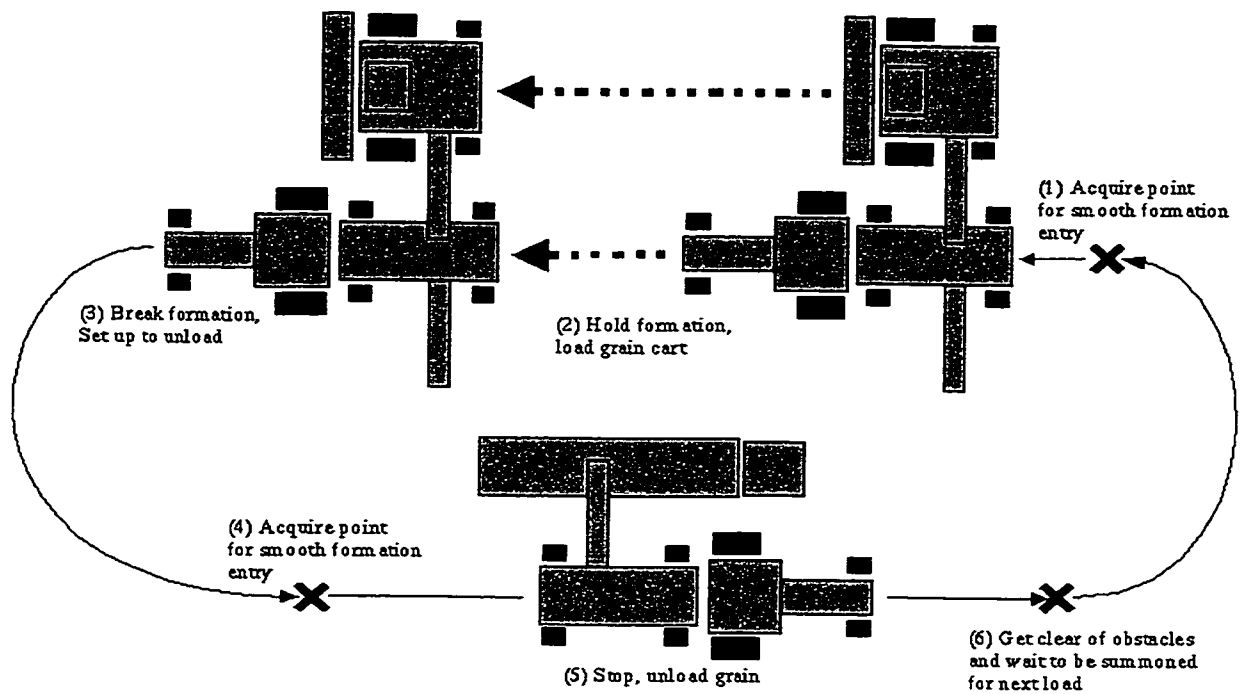 (1) Acquire point
for smooth formation
entry
(2) Hold formation,
load grain cart
(3) Break formation,
Set up to unload
(4) Acquire point
for smooth formation
entry
(5) Stop, unload grain
(6) Get clear of obstacles
and wait to be summoned
for next load